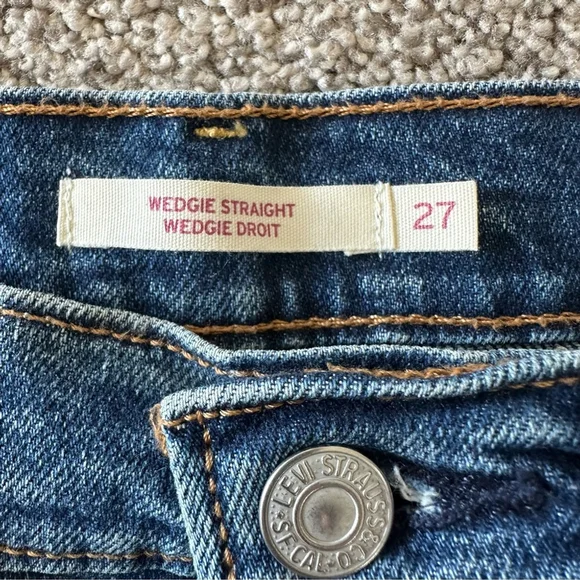 WEDGIE STRAIGHT
WEDGIE DROIT
27
LEVI STRAUSS & CO.
S.F.CAL.